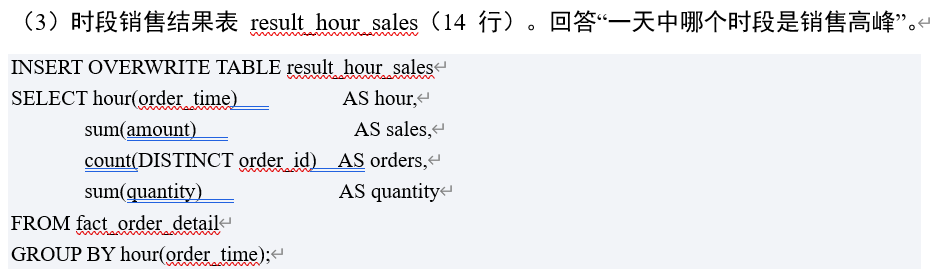 （3）时段销售结果表 result_hour_sales（14 行）。回答“一天中哪个时段是销售高峰”。
INSERT OVERWRITE TABLE result_hour_sales
SELECT hour(order_time) AS hour,
sum(amount) AS sales,
count(DISTINCT order_id) AS orders,
sum(quantity) AS quantity
FROM fact_order_detail
GROUP BY hour(order_time);